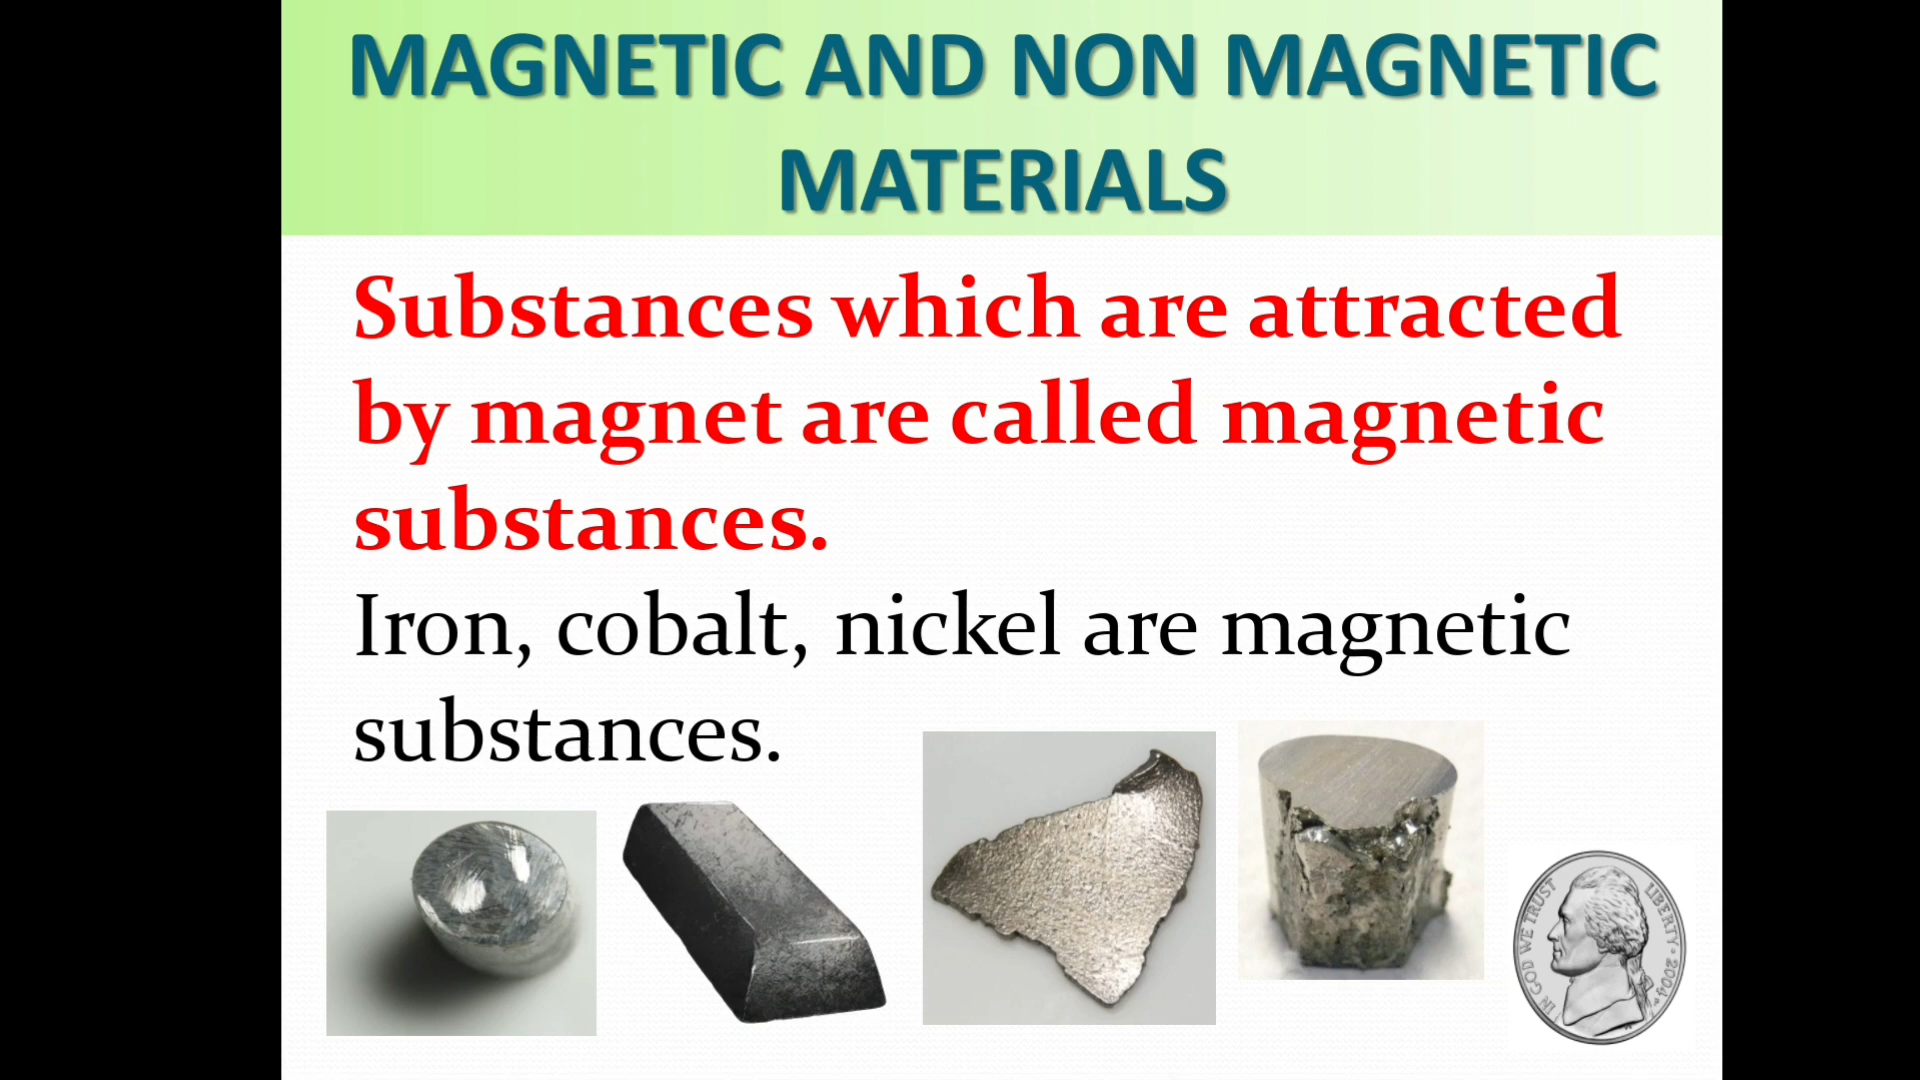 MAGNETIC AND NON MAGNETIC
MATERIALS
Substances which are attracted
by magnet are called magnetic
substances.
Iron, cobalt, nickel are magnetic
substances.
IN GOD WE TRUST
LIBERTY • 2004